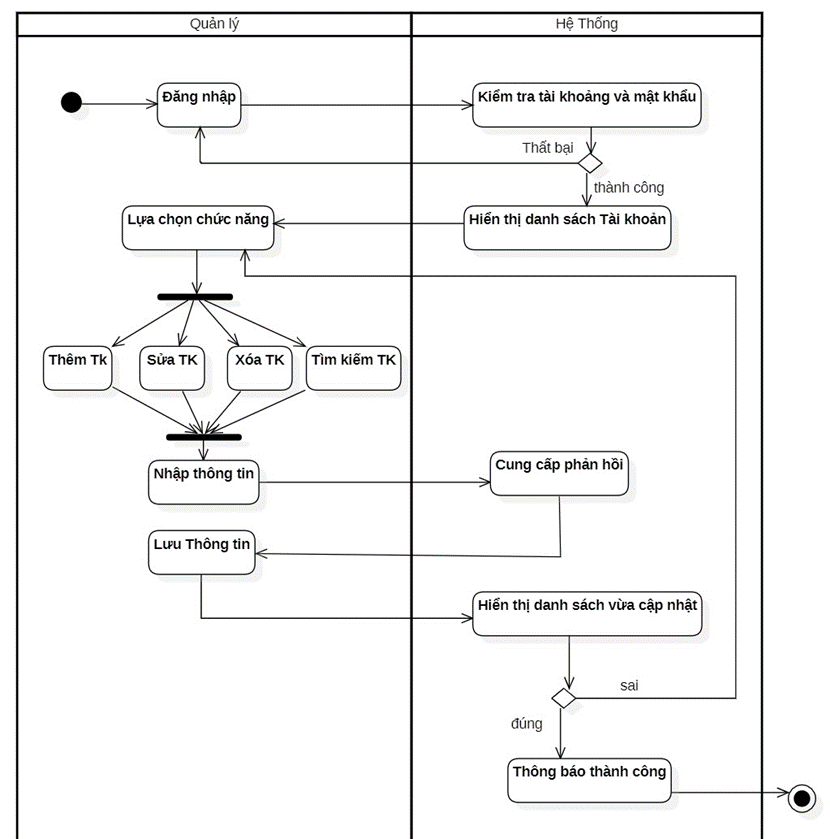 Quản lý
Hệ Thống
Đăng nhập
Kiểm tra tài khoảng và mật khẩu
Thất bại
thành công
Lựa chọn chức năng
Hiển thị danh sách Tài khoản
Thêm Tk
Sửa TK
Xóa TK
Tìm kiếm TK
Nhập thông tin
Cung cấp phản hồi
Lưu Thông tin
Hiển thị danh sách vừa cập nhật
sai
đúng
Thông báo thành công